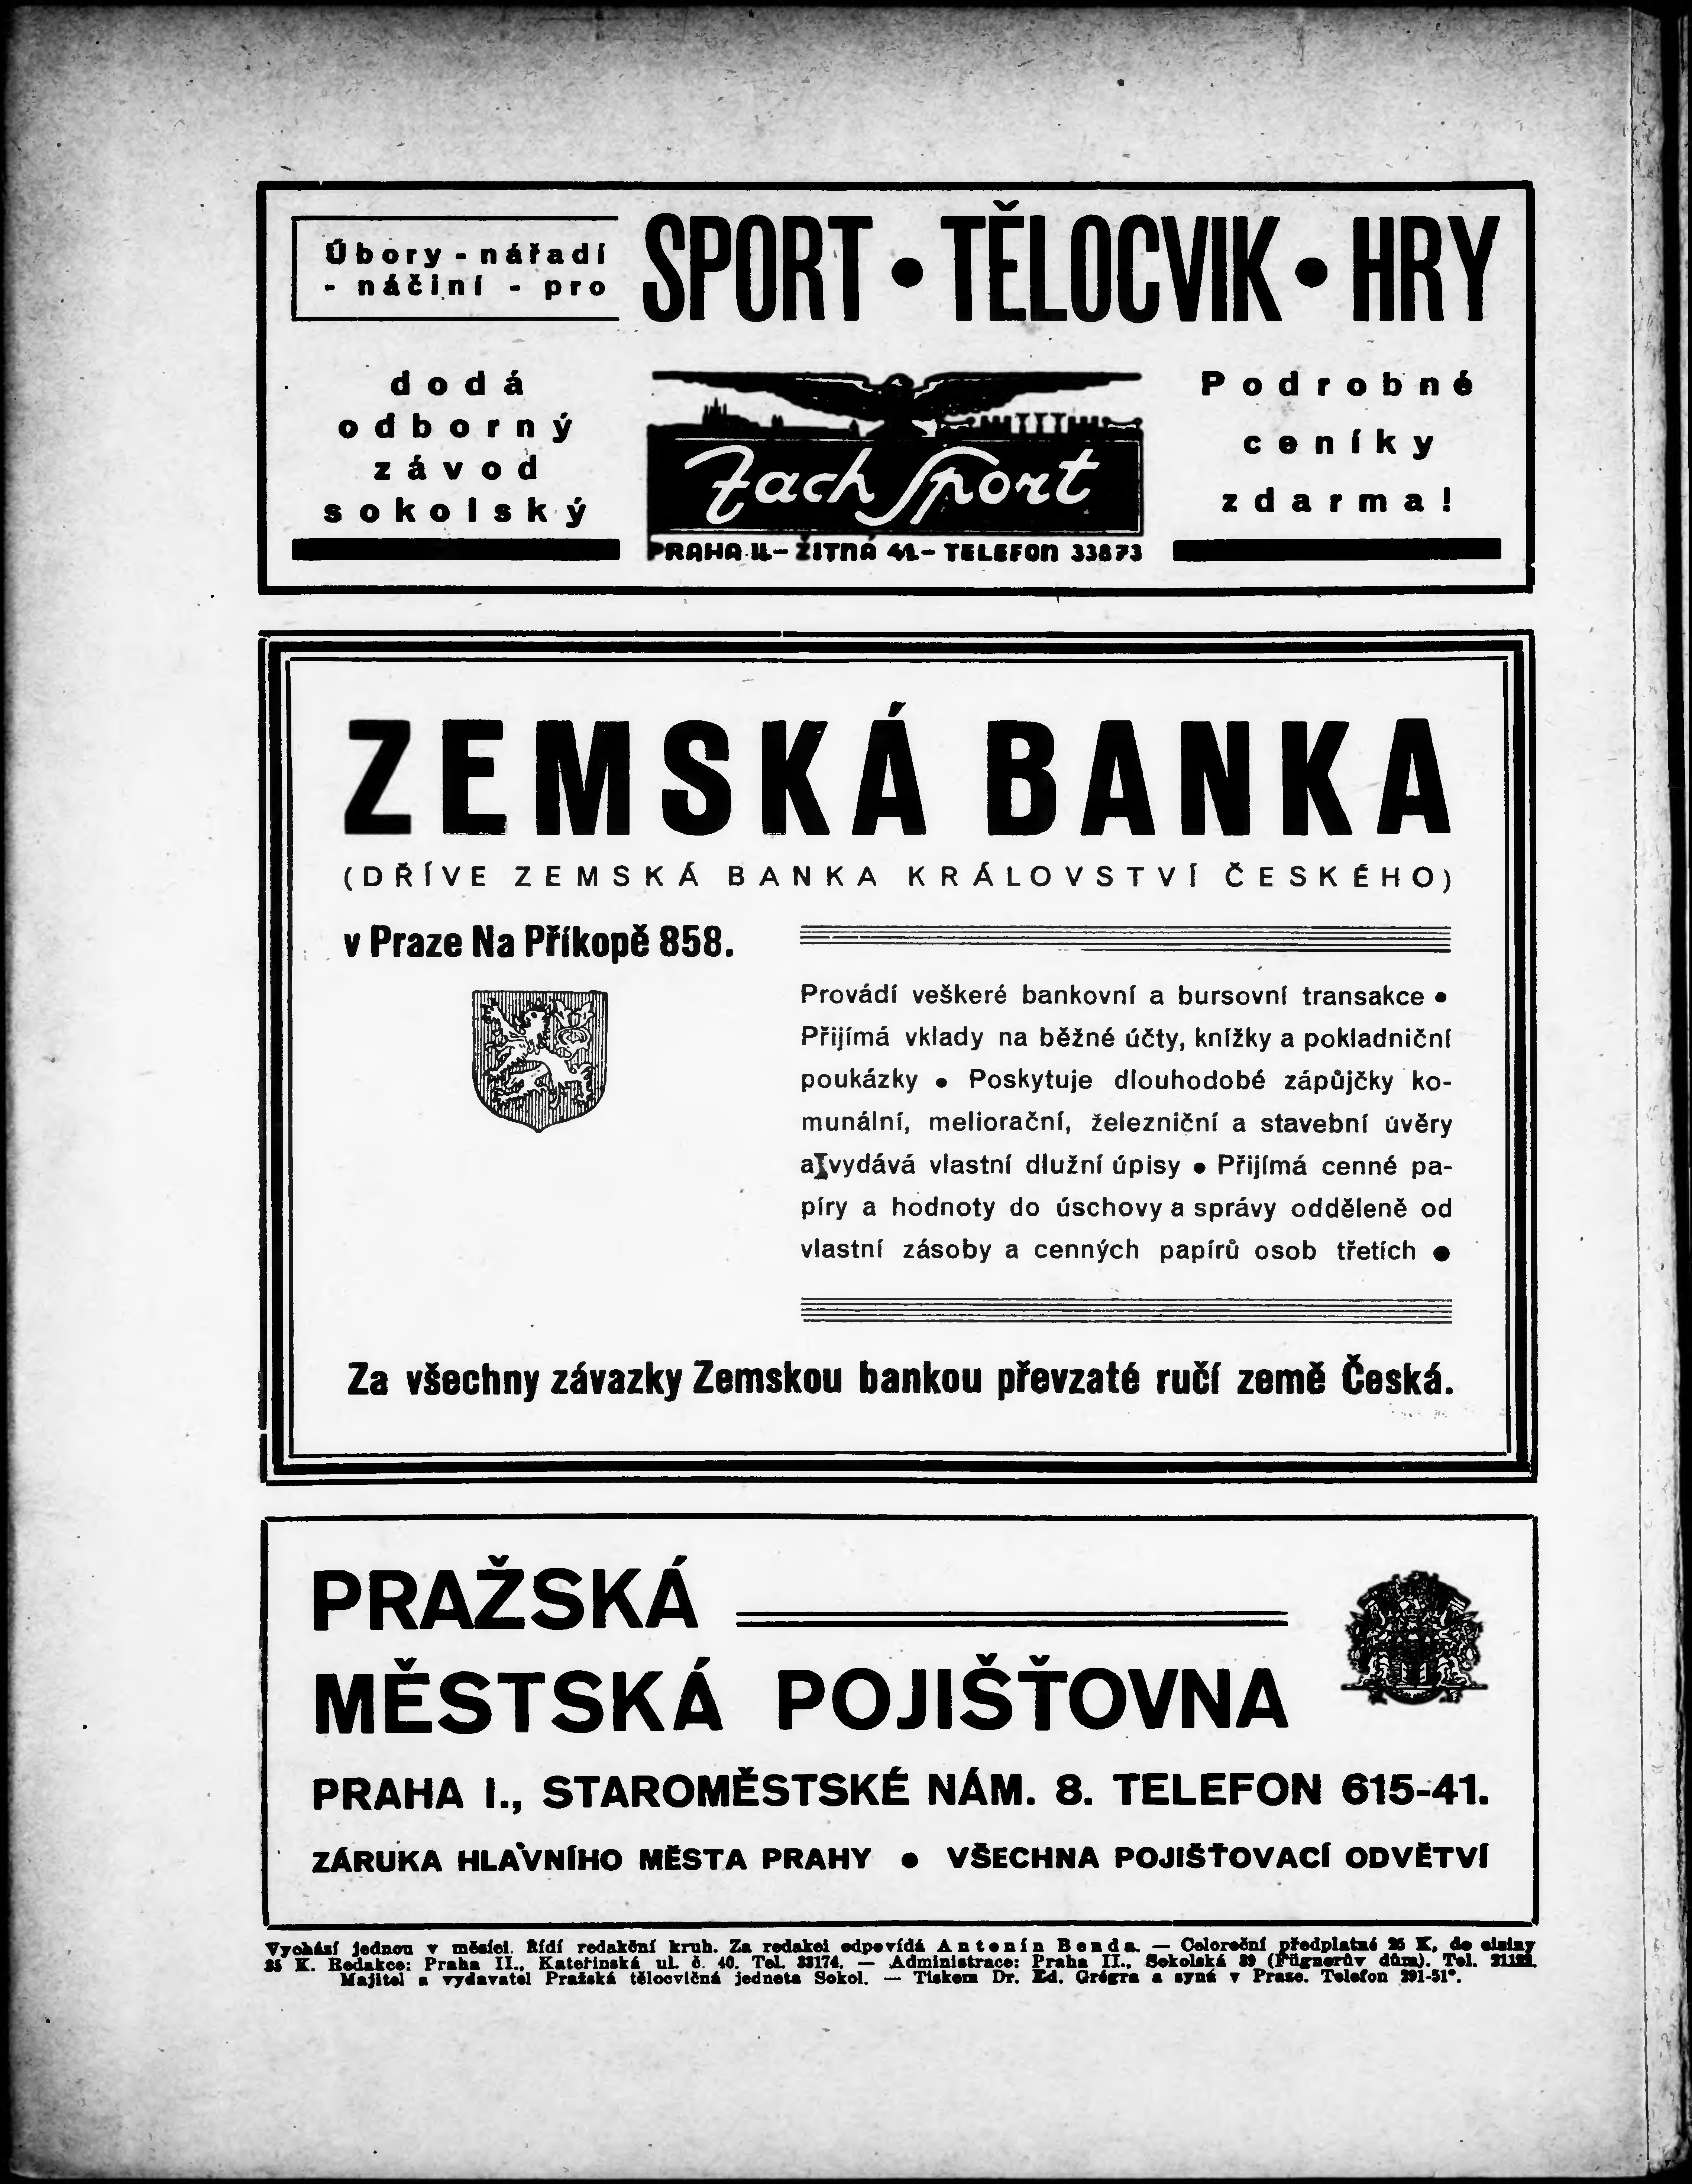 Úbory - nářadí
- náčiní - pro
SPORT • TĚLOCVIK • HRY
dodá
odborný
závod
sokolský
Zach Sport
PRAHA II. - ŽITNÁ 41. - TELEFON 33873
Podrobné
ceníky
zdarma!
ZEMSKÁ BANKA
(DŘÍVE ZEMSKÁ BANKA KRÁLOVSTVÍ ČESKÉHO)
v Praze Na Příkopě 858.
Provádí veškeré bankovní a bursovní transakce •
Přijímá vklady na běžné účty, knížky a pokladniční
poukázky • Poskytuje dlouhodobé zápůjčky ko-
munální, meliorační, železniční a stavební úvěry
a vydává vlastní dlužní úpisy • Přijímá cenné pa-
píry a hodnoty do úschovy a správy odděleně od
vlastní zásoby a cenných papírů osob třetích •
Za všechny závazky Zemskou bankou převzaté ručí země Česká.
PRAŽSKÁ
MĚSTSKÁ POJIŠŤOVNA
PRAHA I., STAROMĚSTSKÉ NÁM. 8. TELEFON 615-41.
ZÁRUKA HLAVNÍHO MĚSTA PRAHY • VŠECHNA POJIŠŤOVACÍ ODVĚTVÍ
Vychází jednou v měsíci. Řídí redakční kruh. Za redakci odpovídá Antonín Benda. — Celoroční předplatné 25 K, do ciziny
35 K. Redakce: Praha II., Kateřinská ul. č. 40. Tel. 33174. — Administrace: Praha II., Sokolská 39 (Fügnerův dům). Tel.
Majitel a vydavatel Pražská tělocvičná jednota Sokol. — Tiskem Dr. Ed. Grégra a syna v Praze. Telefon 291-51*.